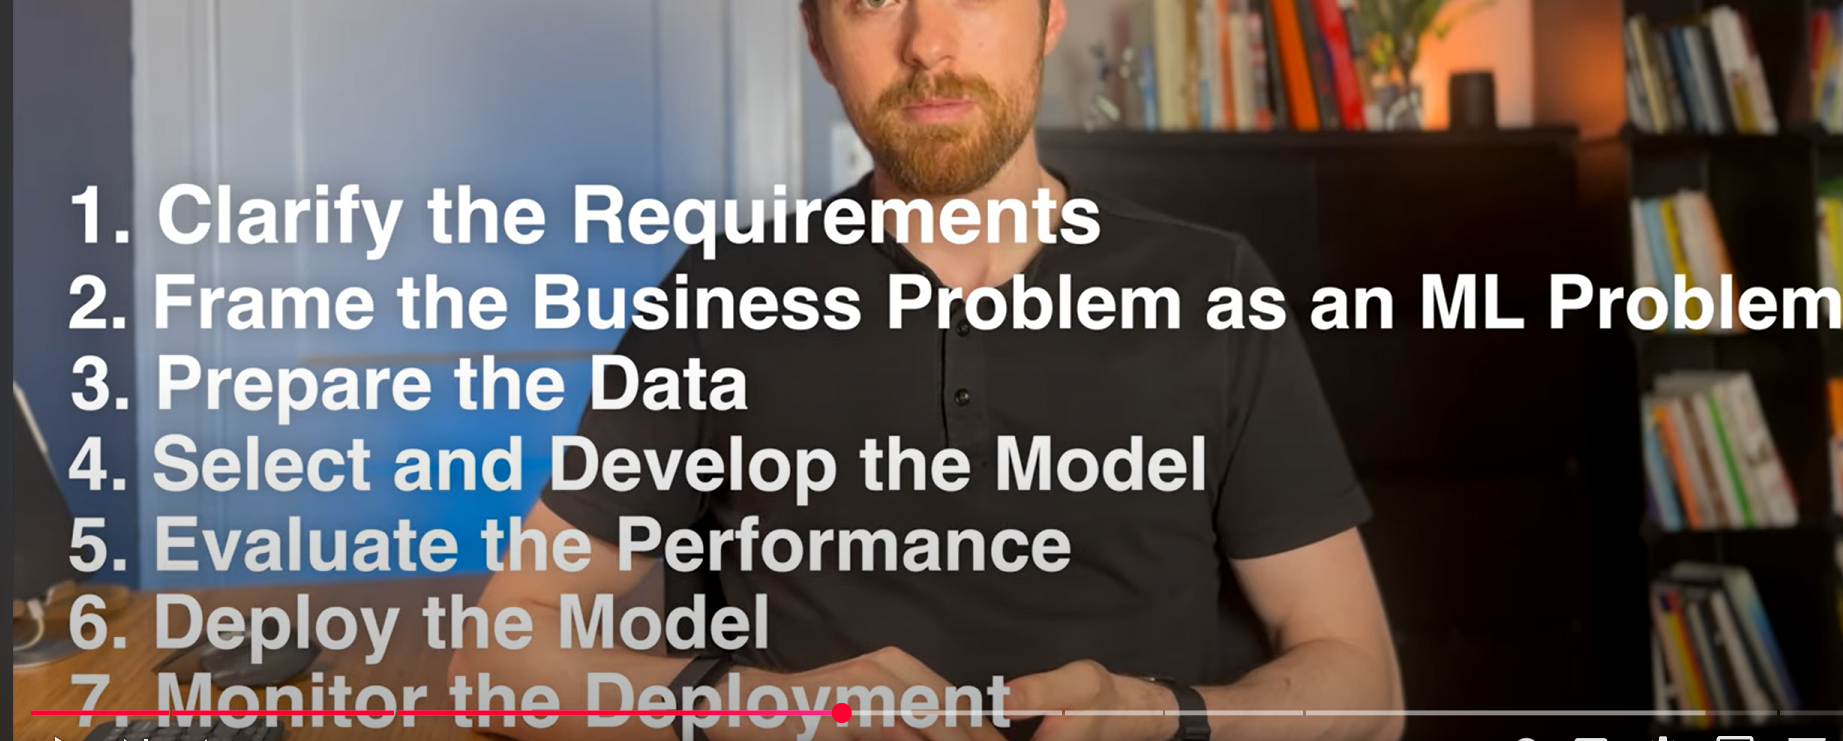 1. Clarify the Requirements
2. Frame the Business Problem as an ML Problem
3. Prepare the Data
4. Select and Develop the Model
5. Evaluate the Performance
6. Deploy the Model
7. Monitor the Deployment